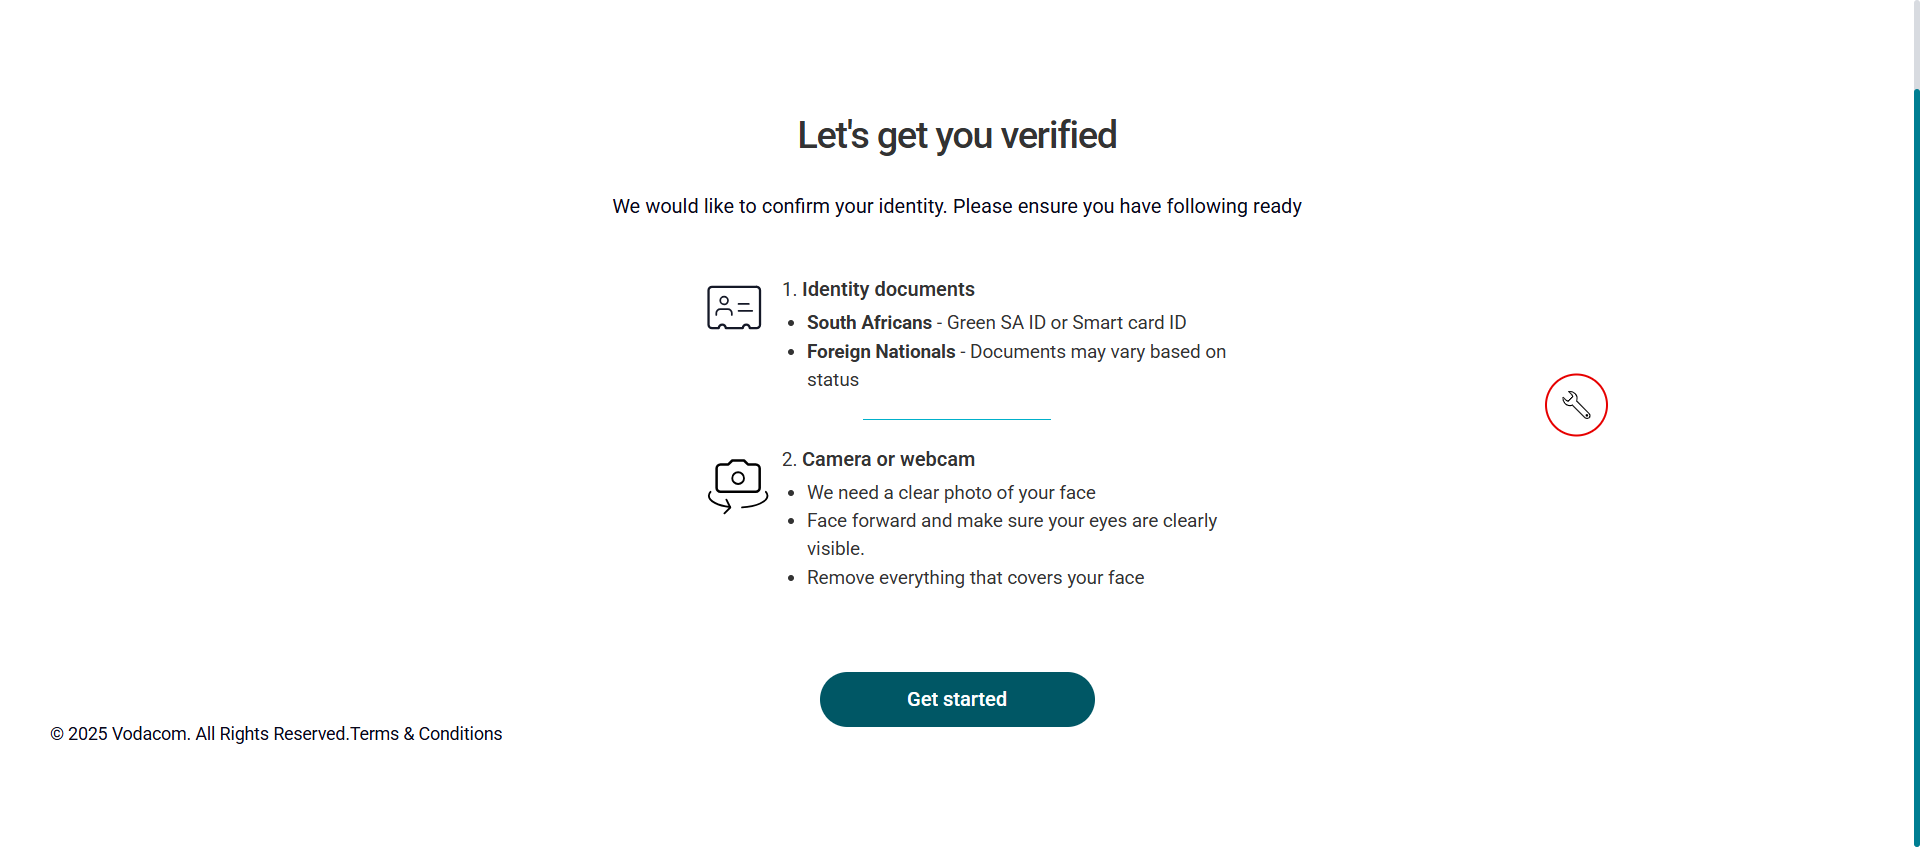 Let's get you verified
We would like to confirm your identity. Please ensure you have following ready
1. Identity documents
• South Africans - Green SA ID or Smart card ID
• Foreign Nationals - Documents may vary based on
status
2. Camera or webcam
• We need a clear photo of your face
• Face forward and make sure your eyes are clearly
visible.
• Remove everything that covers your face
Get started
© 2025 Vodacom. All Rights Reserved.Terms & Conditions